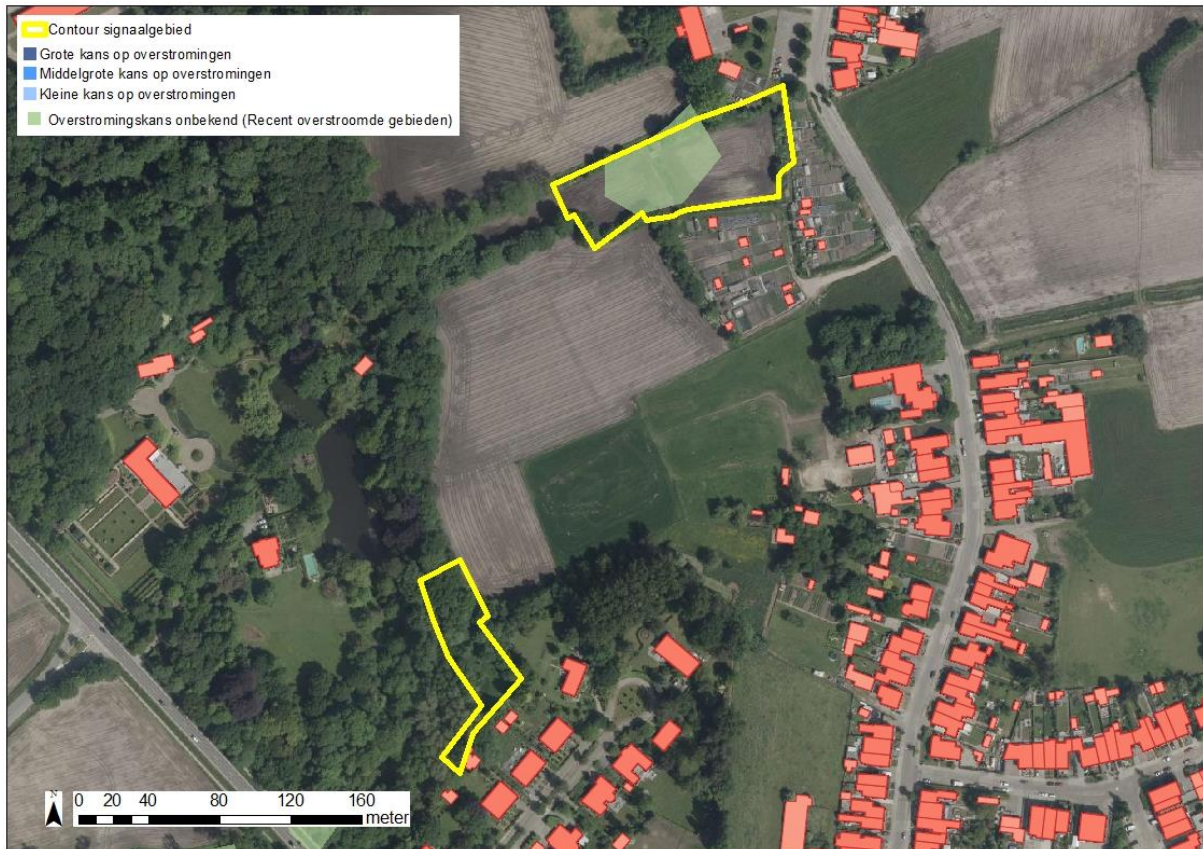 Contour signaalgebied
Grote kans op overstromingen
Middelgrote kans op overstromingen
Kleine kans op overstromingen
Overstromingskans onbekend (Recent overstroomde gebieden)
N
0 20 40 80 120 160
meter